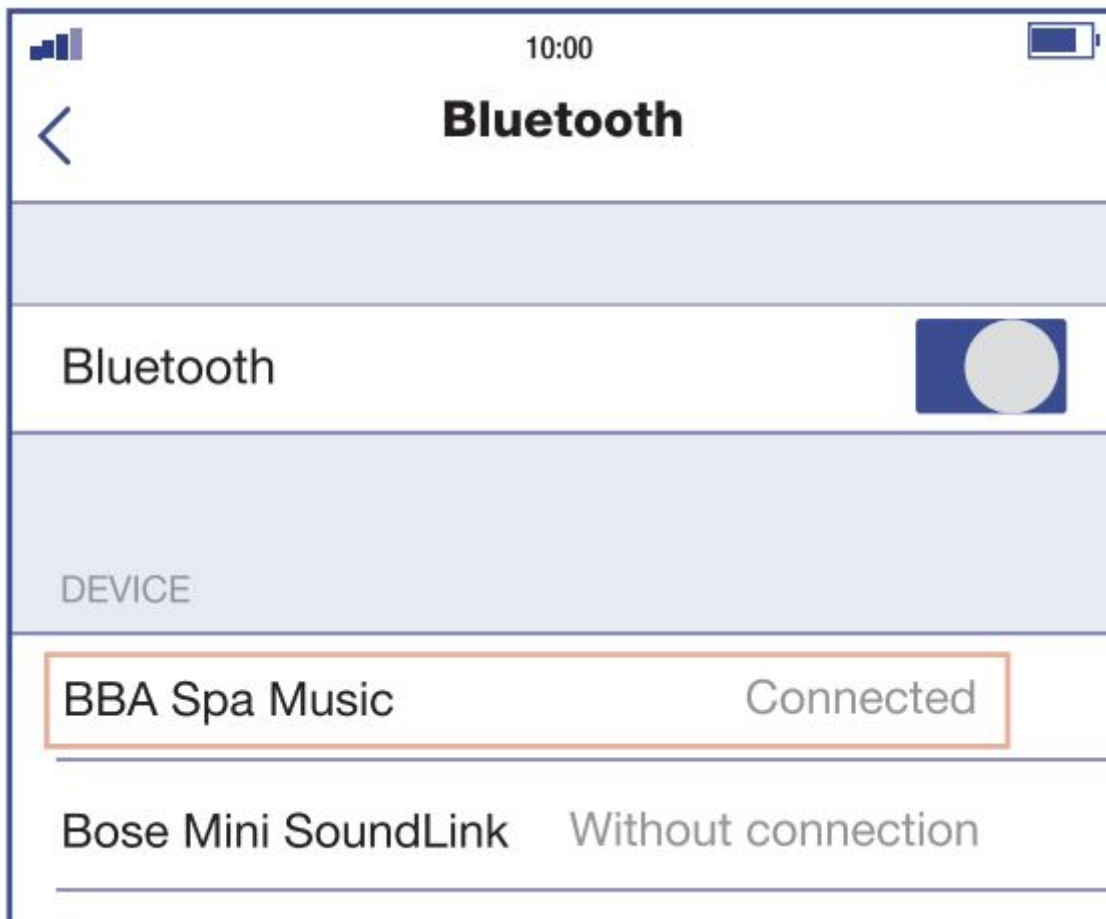 10:00
Bluetooth
Bluetooth
DEVICE
BBA Spa Music Connected
Bose Mini SoundLink Without connection